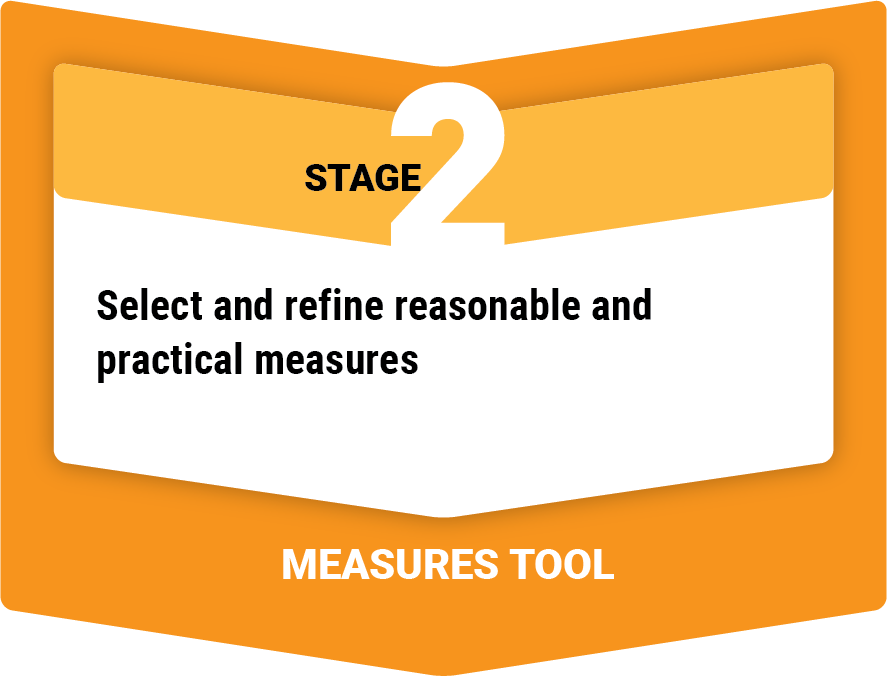 STAGE 2
Select and refine reasonable and
practical measures
MEASURES TOOL